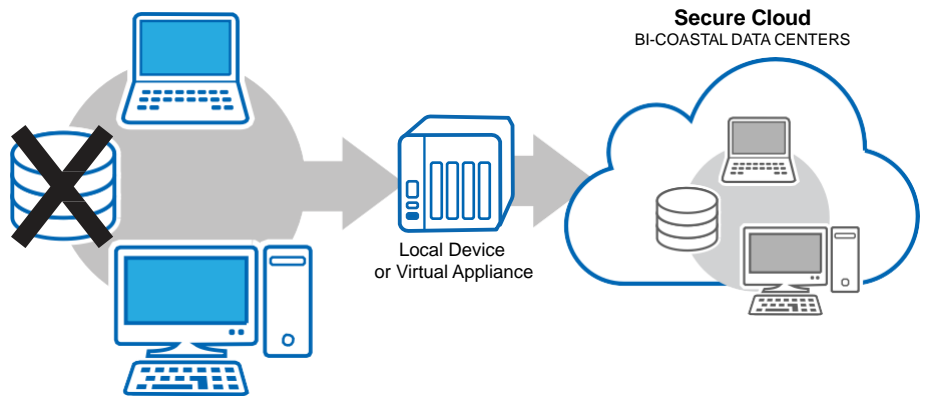 Secure Cloud
BI-COASTAL DATA CENTERS
Local Device
or Virtual Appliance